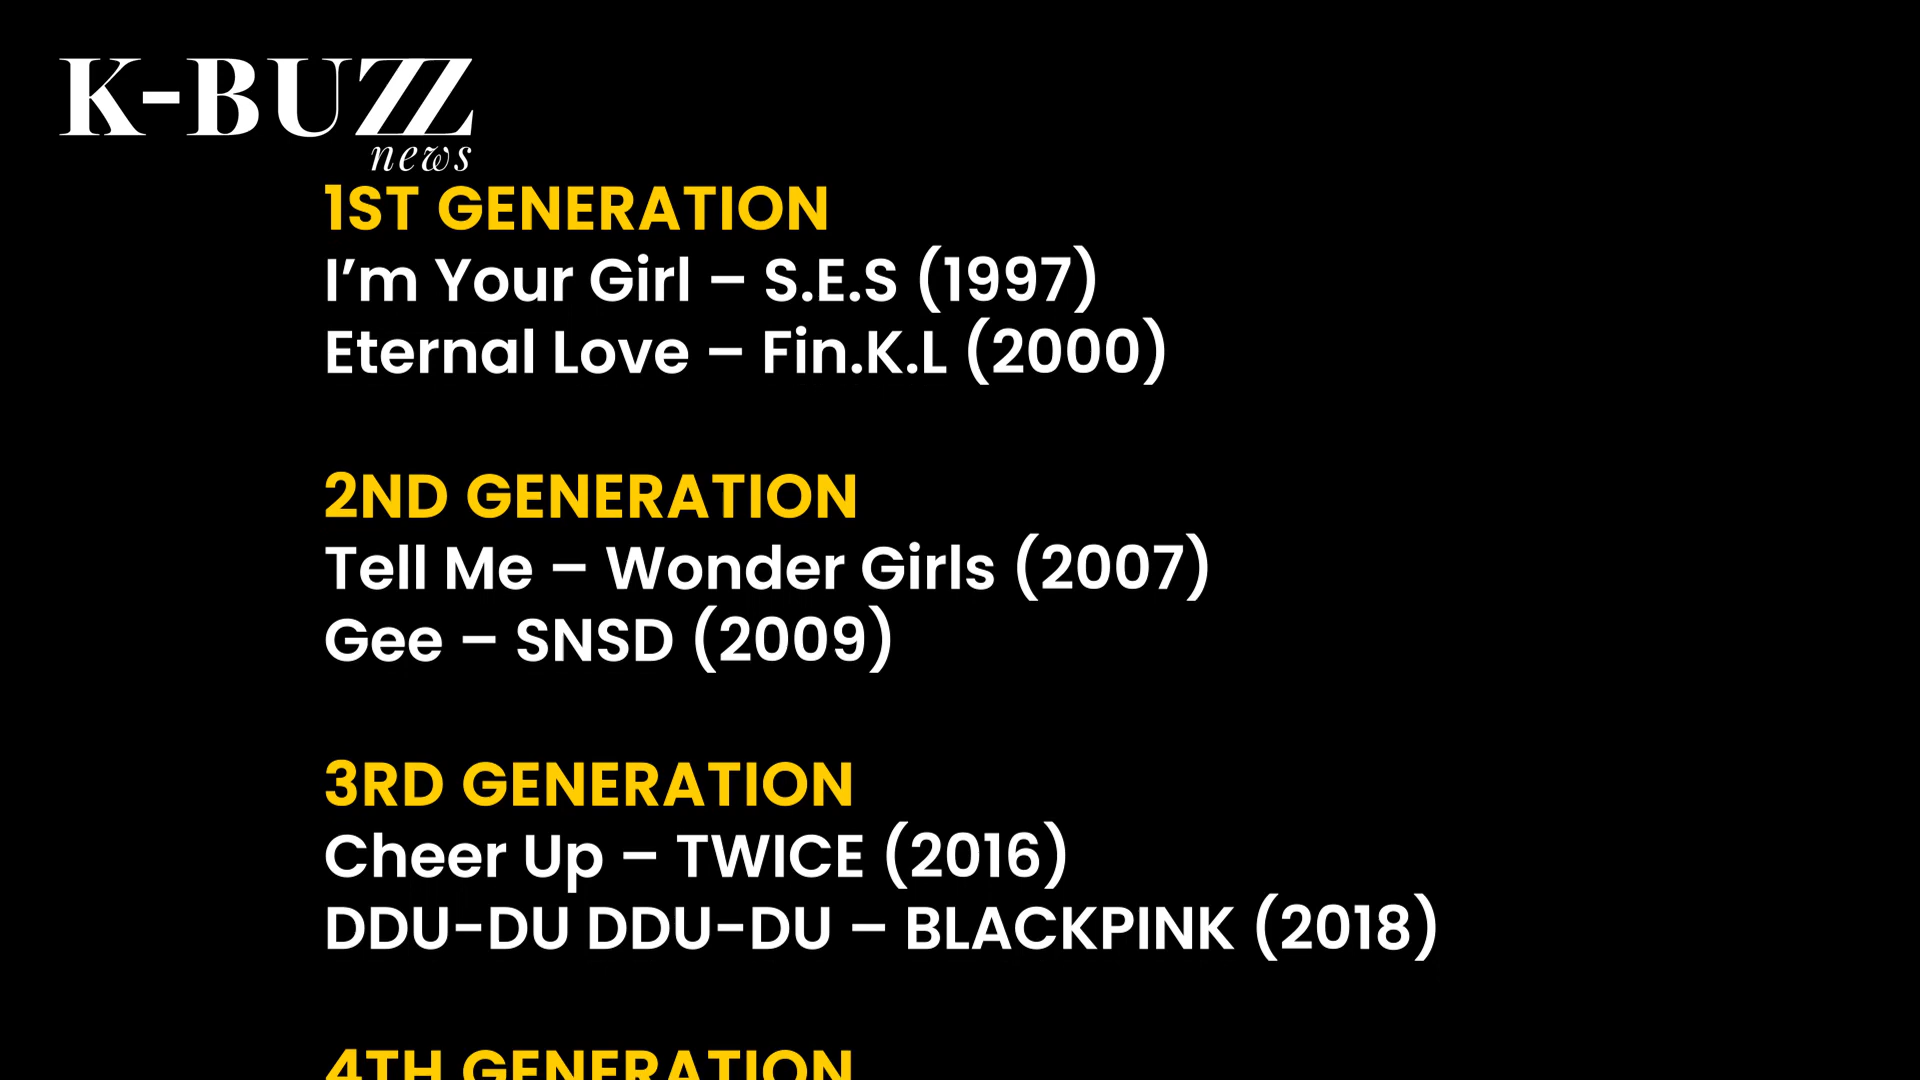 K-BUZZ
news
1ST GENERATION
I’m Your Girl – S.E.S (1997)
Eternal Love – Fin.K.L (2000)
2ND GENERATION
Tell Me – Wonder Girls (2007)
Gee – SNSD (2009)
3RD GENERATION
Cheer Up – TWICE (2016)
DDU-DU DDU-DU – BLACKPINK (2018)
4TH GENERATION